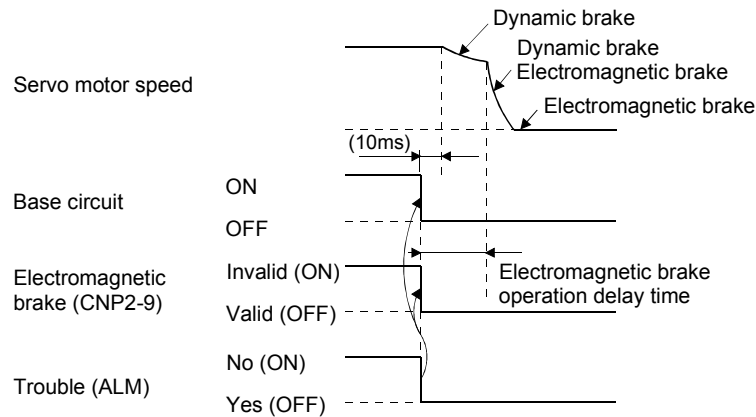 Dynamic brake
Dynamic brake
Electromagnetic brake
Servo motor speed
Electromagnetic brake
(10ms)
Base circuit
ON
OFF
Electromagnetic
brake (CNP2-9)
Invalid (ON)
Valid (OFF)
Electromagnetic brake
operation delay time
Trouble (ALM)
No (ON)
Yes (OFF)